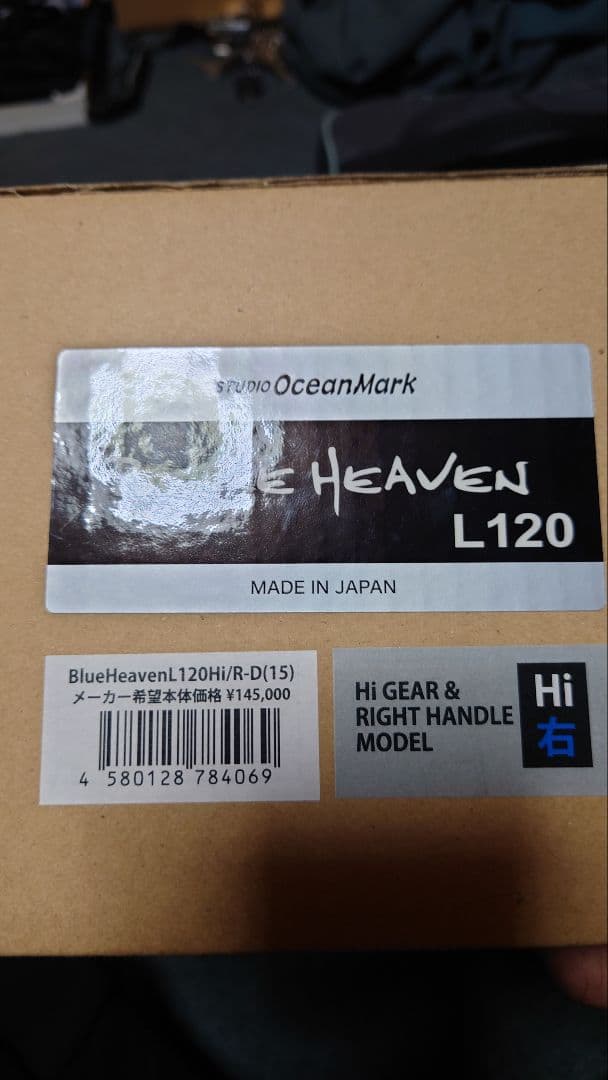 STUDIO OceanMark
HEAVEN
L120
MADE IN JAPAN
BlueHeavenL120Hi/R-D(15)
メーカー希望本体価格 ¥145,000
4 580128 784069
Hi GEAR &
RIGHT HANDLE
MODEL
Hi
右